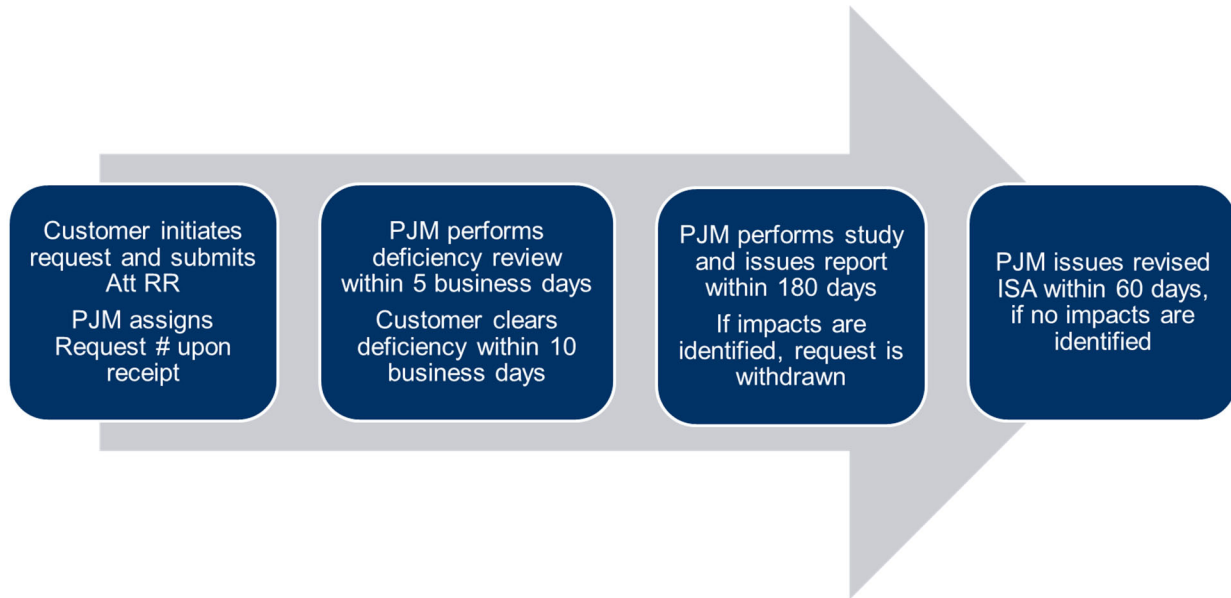 Customer initiates
request and submits
Att RR
PJM assigns
Request # upon
receipt
PJM performs
deficiency review
within 5 business days
Customer clears
deficiency within 10
business days
PJM performs study
and issues report
within 180 days
If impacts are
identified, request is
withdrawn
PJM issues revised
ISA within 60 days,
if no impacts are
identified